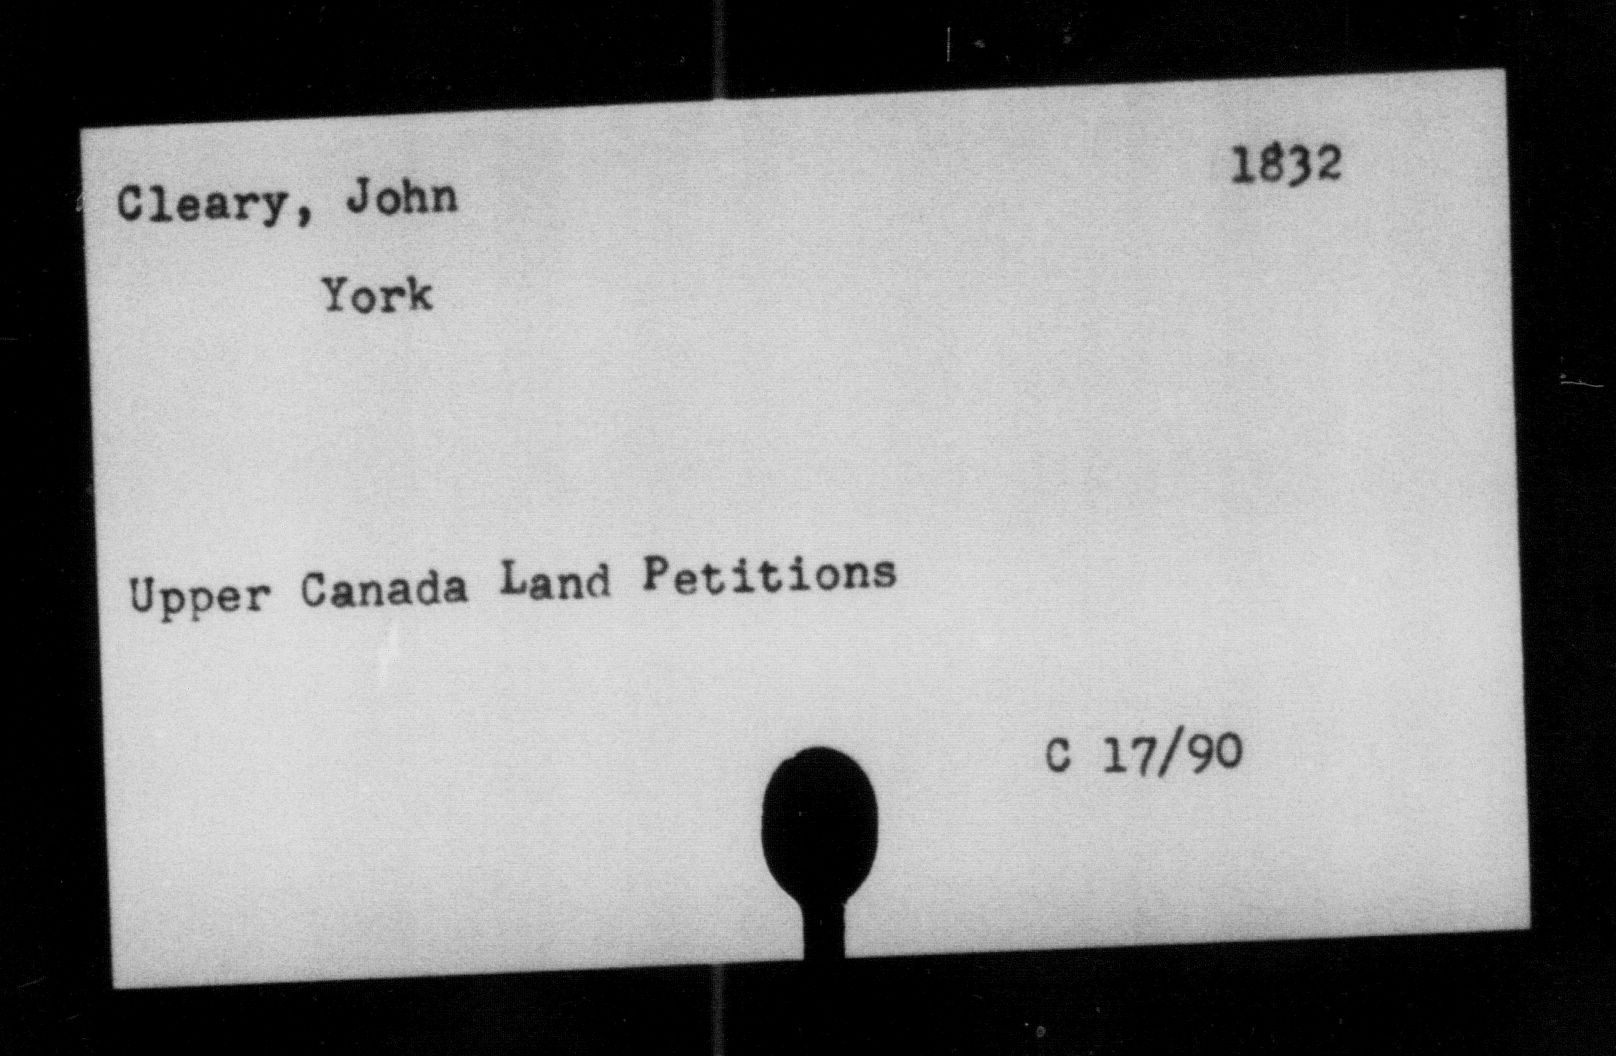 Cleary, John 1832
York
Upper Canada Land Petitions
C 17/90